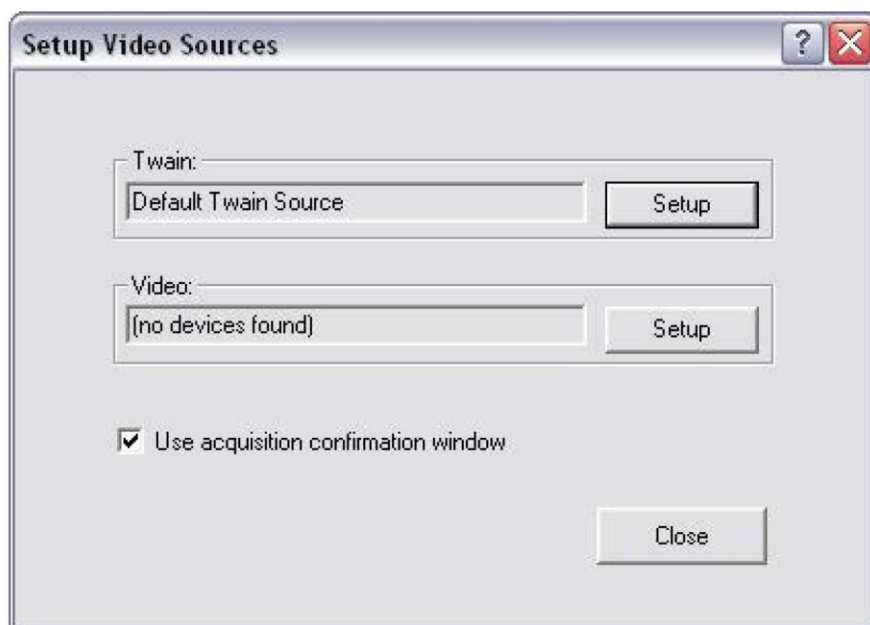 Setup Video Sources
?
Twain:
Default Twain Source
Setup
Video:
(no devices found)
Setup
Use acquisition confirmation window
Close